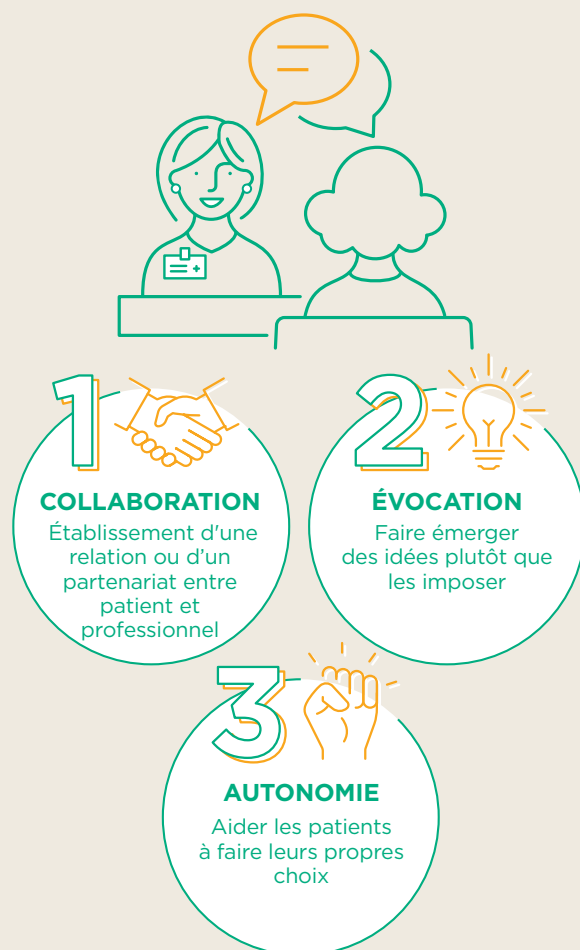 1
COLLABORATION
Établissement d'une
relation ou d’un
partenariat entre
patient et
professionnel
2
ÉVOCATION
Faire émerger
des idées plutôt que
les imposer
3
AUTONOMIE
Aider les patients
à faire leurs propres
choix